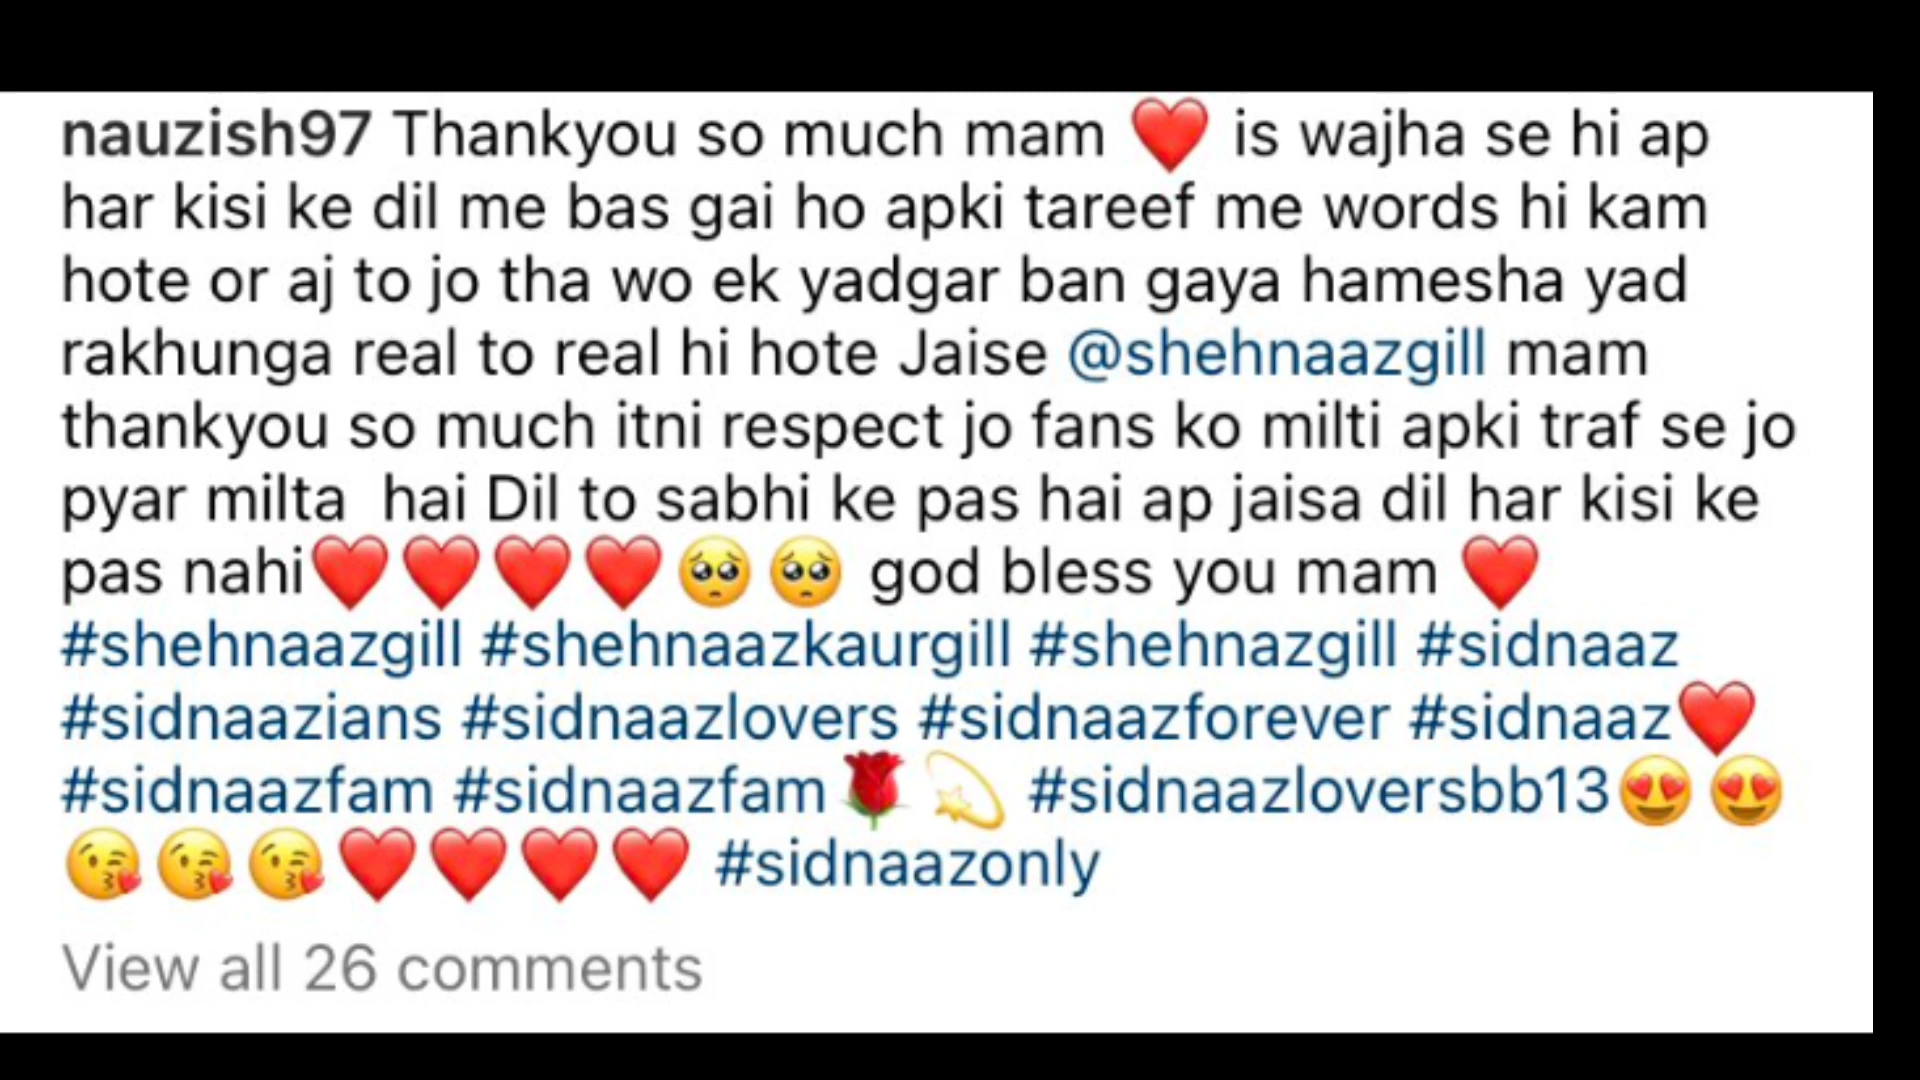 nauzish97 Thankyou so much mam ❤️ is wajha se hi ap
har kisi ke dil me bas gai ho apki tareef me words hi kam
hote or aj to jo tha wo ek yadgar ban gaya hamesha yad
rakhunga real to real hi hote Jaise @shehnaazgill mam
thankyou so much itni respect jo fans ko milti apki traf se jo
pyar milta  hai Dil to sabhi ke pas hai ap jaisa dil har kisi ke
pas nahi❤️❤️❤️❤️🥺🥺 god bless you mam ❤️
#shehnaazgill #shehnaazkaurgill #shehnazgill #sidnaaz
#sidnaazians #sidnaazlovers #sidnaazforever #sidnaaz❤️
#sidnaazfam #sidnaazfam🌹💫 #sidnaazloversbb13😍😍
😘😘😘❤️❤️❤️❤️ #sidnaazonly
View all 26 comments